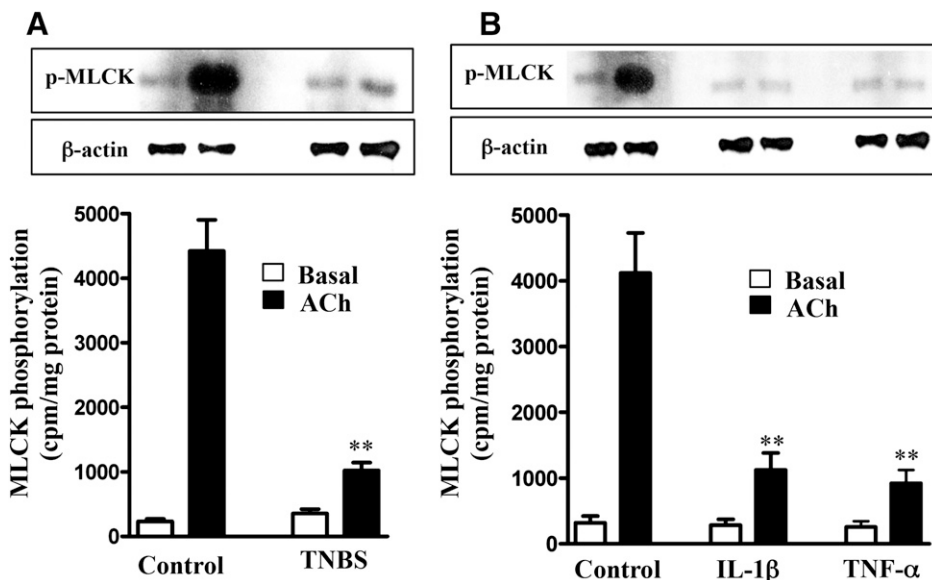 A
p-MLCK
β-actin
MLCK phosphorylation
(cpm/mg protein)
5000
4000
3000
2000
1000
0
Basal
ACh
**
Control
TNBS
B
p-MLCK
β-actin
MLCK phosphorylation
(cpm/mg protein)
5000
4000
3000
2000
1000
0
Basal
ACh
**
**
Control
IL-1β
TNF-α